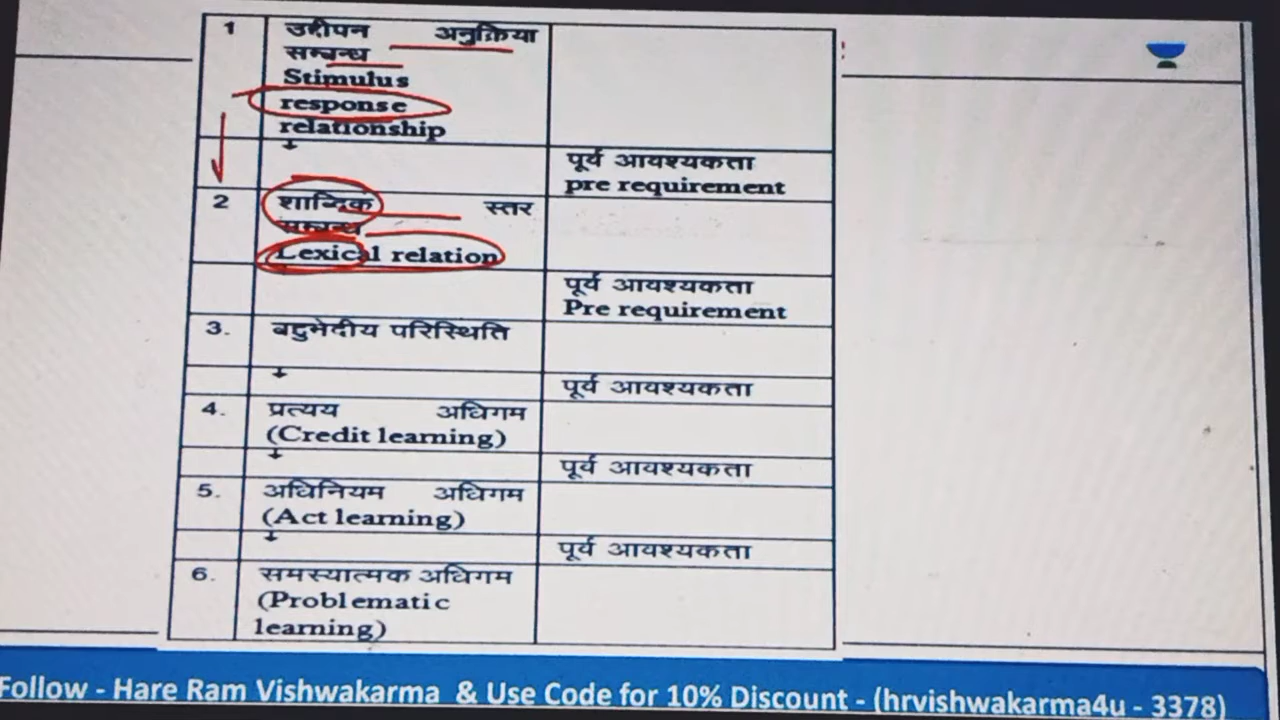 1 उद्दीपन अनुक्रिया
सम्बन्ध
Stimulus
response
relationship
पूर्व आवश्यकता
pre requirement
2 शाब्दिक स्तर
सम्बन्ध
Lexical relation
पूर्व आवश्यकता
Pre requirement
3. बहुभेदीय परिस्थिति
पूर्व आवश्यकता
4. प्रत्यय अधिगम
(Credit learning)
पूर्व आवश्यकता
5. अधिनियम अधिगम
(Act learning)
पूर्व आवश्यकता
6. समस्यात्मक अधिगम
(Problematic
learning)
Follow - Hare Ram Vishwakarma & Use Code for 10% Discount - (hrvishwakarma4u - 3378)